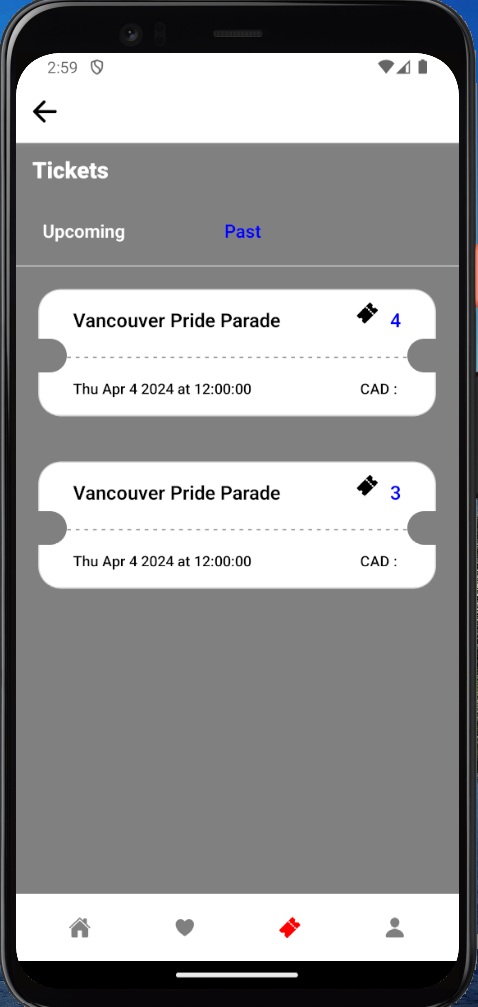 2:59
Tickets
Upcoming Past
Vancouver Pride Parade 4
Thu Apr 4 2024 at 12:00:00 CAD :
Vancouver Pride Parade 3
Thu Apr 4 2024 at 12:00:00 CAD :